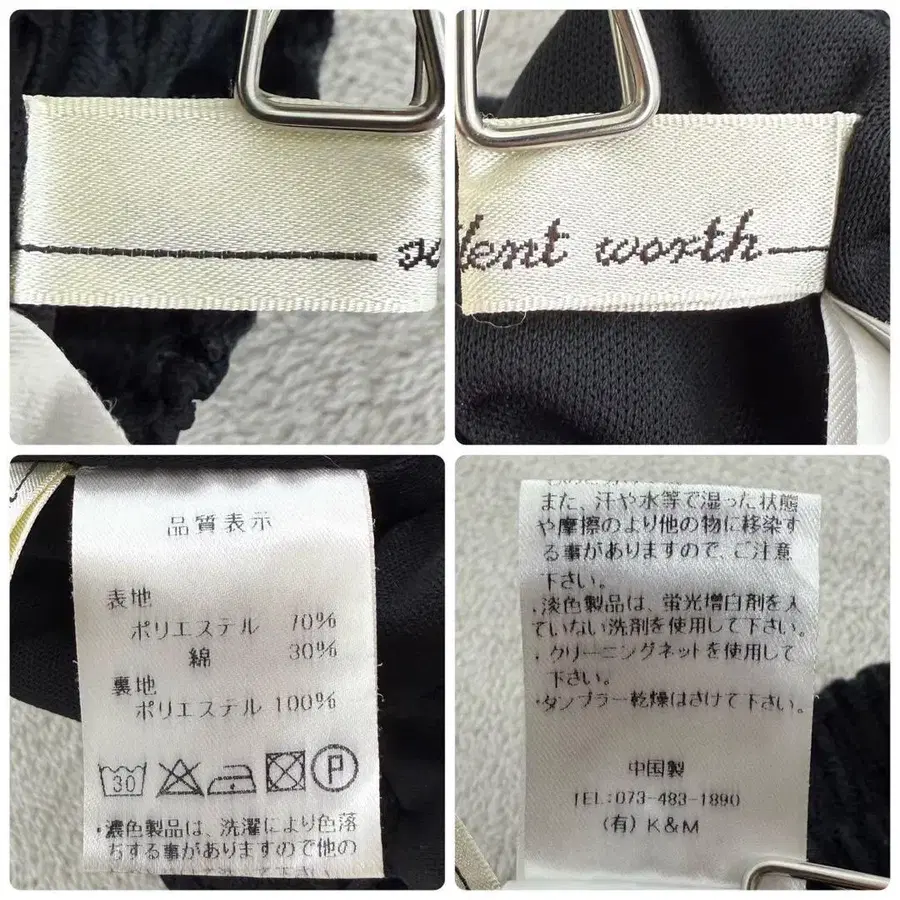 silent worth
品質表示
表地
ポリエステル 70%
綿 30%
裏地
ポリエステル 100%
30
P
・濃色製品は、洗濯により色落
ちする事がありますので他の
また、汗や水等で湿った状態
や摩擦のより他の物に移染す
る事がありますので、ご注意
下さい。
・淡色製品は、蛍光増白剤を入
ていない洗剤を使用して下さい。
・クリーニングネットを使用して
下さい。
・タンブラー乾燥はさけて下さい。
中国製
TEL:073-483-1890
(有) K&M